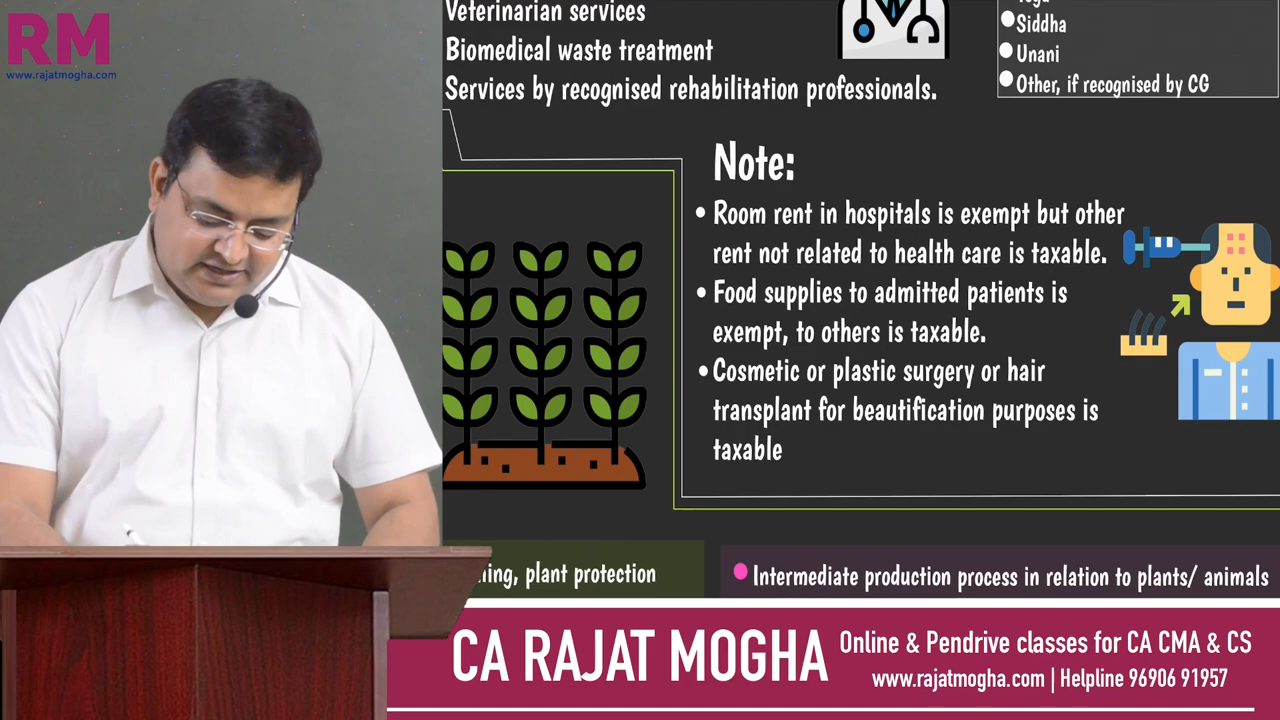 RM
www.rajatmogha.com
Veterinarian services
Biomedical waste treatment
Services by recognised rehabilitation professionals.
Siddha
Unani
Other, if recognised by CG
Note:
• Room rent in hospitals is exempt but other
rent not related to health care is taxable.
• Food supplies to admitted patients is
exempt, to others is taxable.
• Cosmetic or plastic surgery or hair
transplant for beautification purposes is
taxable
plant protection
Intermediate production process in relation to plants/ animals
CA RAJAT MOGHA
Online & Pendrive classes for CA CMA & CS
www.rajatmogha.com | Helpline 96906 91957